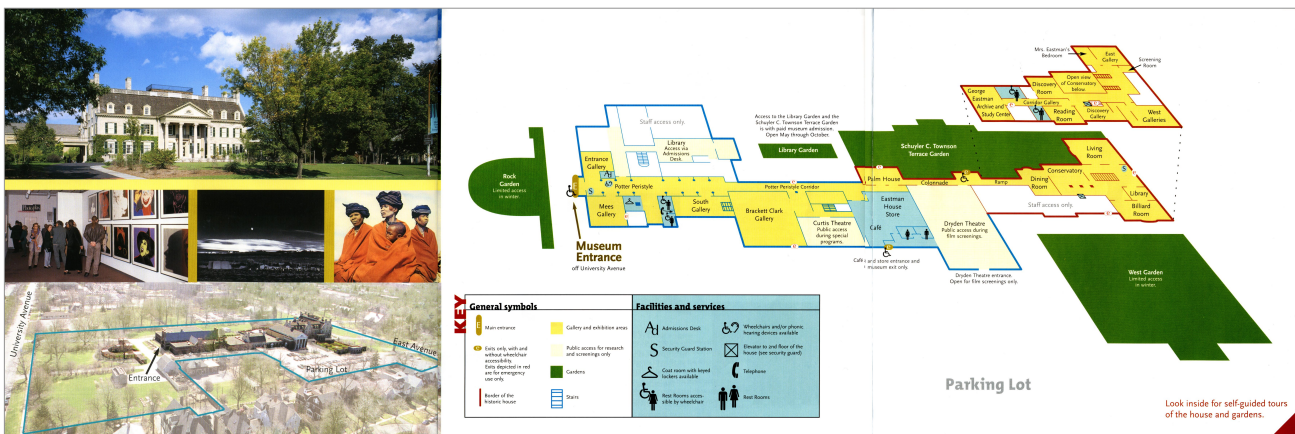 University Avenue
East Avenue
Parking Lot
Entrance
Rock
Garden
Limited access
in winter.
Museum
Entrance
off University Avenue
Staff access only.
Library
Access via
Admissions
Desk.
Entrance
Gallery
Potter Peristyle
Mees
Gallery
South
Gallery
Potter Peristyle Corridor
Brackett Clark
Gallery
Curtis Theatre
Public access
during special
programs.
Access to the Library Garden and the
Schuyler C. Townson Terrace Garden
is with paid museum admission.
Open May through October.
Library Garden
Schuyler C. Townson
Terrace Garden
Palm House
Colonnade
Ramp
Eastman
House
Store
Café
Café and store entrance and
museum exit only.
Dryden Theatre
Public access during
film screenings.
Dryden Theatre entrance.
Open for film screenings only.
Living
Room
Conservatory
Dining
Room
Staff access only.
Library
Billiard
Room
Mrs. Eastman's
Bedroom
East
Gallery
Screening
Room
Open view
of Conservatory
below.
Discovery
Room
George
Eastman
Archive and
Study Center
Corridor Gallery
Reading
Room
Discovery
Gallery
West
Galleries
West Garden
Limited access
in winter.
Parking Lot
Look inside for self-guided tours
of the house and gardens.
KEY
General symbols
E
Main entrance
Exits only, with and
without wheelchair
accessibility.
Exits depicted in red
are for emergency
use only.
Border of the
historic house
Gallery and exhibition areas
Public access for research
and screenings only
Gardens
Stairs
Facilities and services
Admissions Desk
S
Security Guard Station
Coat room with keyed
lockers available
Rest Rooms acces-
sible by wheelchair
Wheelchairs and/or phonic
hearing devices available
Elevator to 2nd floor of the
house (see security guard)
Telephone
Rest Rooms